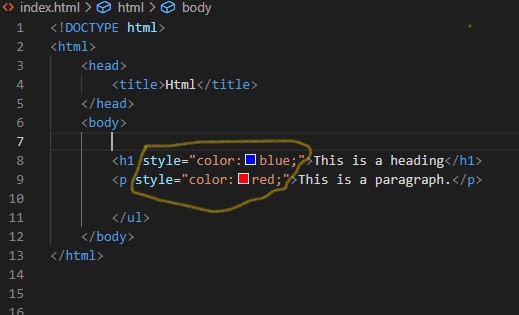 index.html > html > body
1 <!DOCTYPE html>
2 <html>
3 <head>
4 <title>Html</title>
5 </head>
6 <body>
7
8 <h1 style="color:blue;">This is a heading</h1>
9 <p style="color:red;">This is a paragraph.</p>
10
11 </ul>
12 </body>
13 </html>
14
15
16